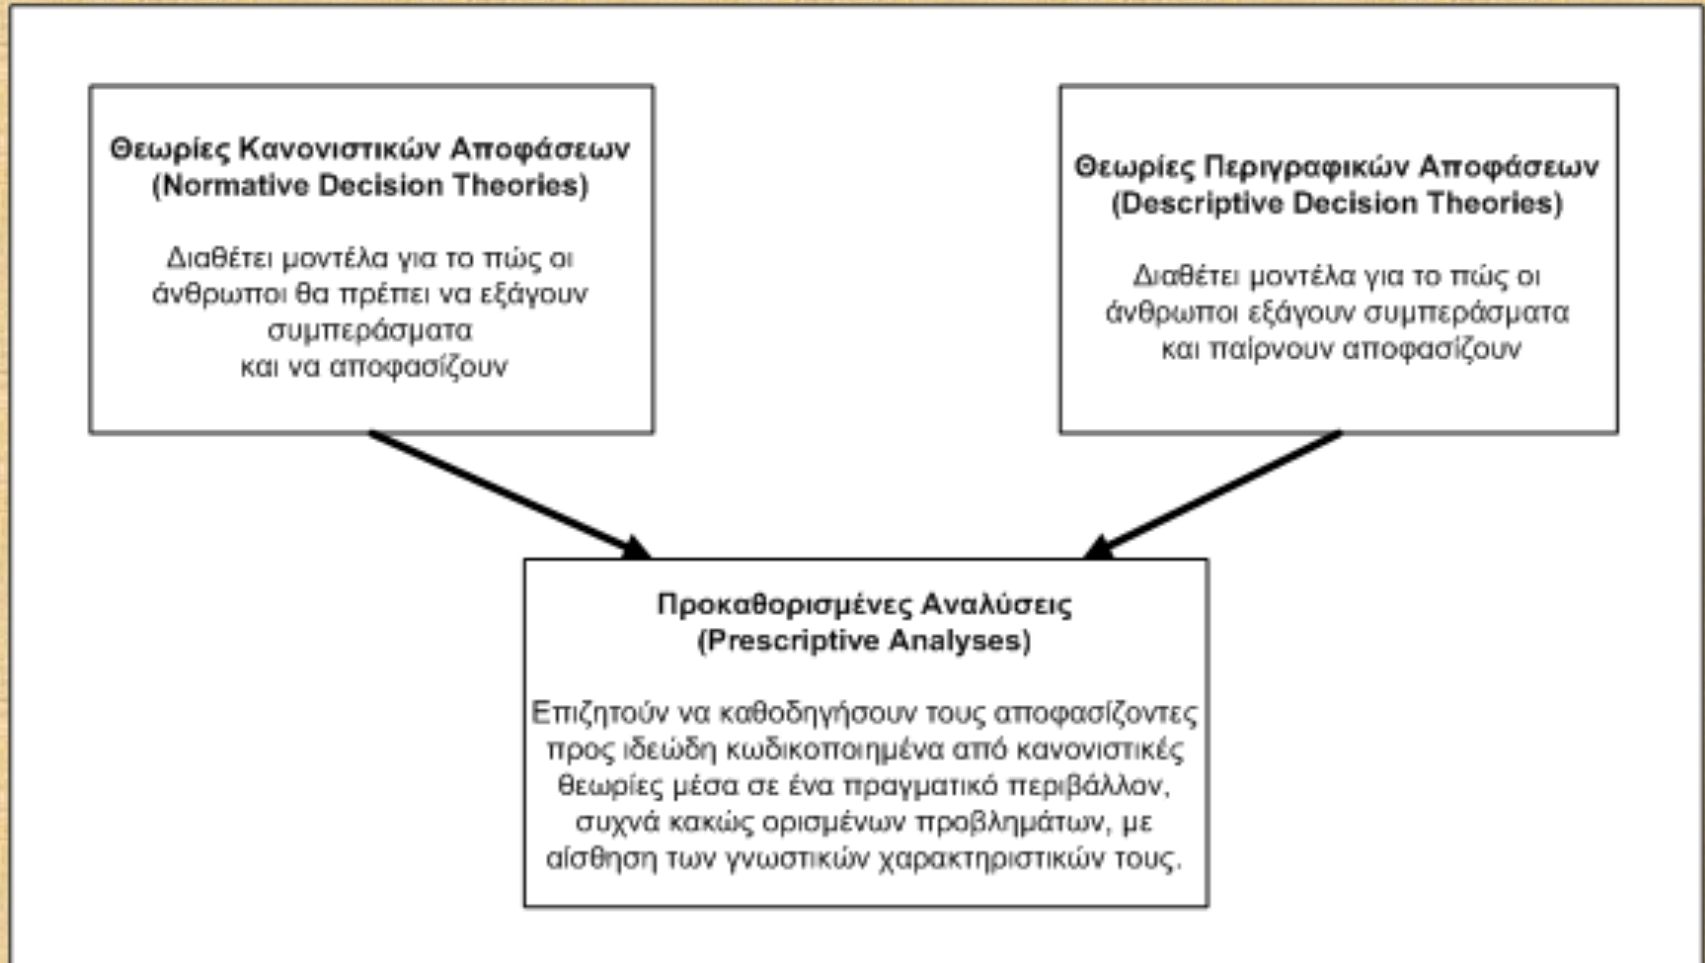 Θεωρίες Κανονιστικών Αποφάσεων
(Normative Decision Theories)
Διαθέτει μοντέλα για το πώς οι
άνθρωποι θα πρέπει να εξάγουν
συμπεράσματα
και να αποφασίζουν
Θεωρίες Περιγραφικών Αποφάσεων
(Descriptive Decision Theories)
Διαθέτει μοντέλα για το πώς οι
άνθρωποι εξάγουν συμπεράσματα
και παίρνουν αποφασίζουν
Προκαθορισμένες Αναλύσεις
(Prescriptive Analyses)
Επιζητούν να καθοδηγήσουν τους αποφασίζοντες
προς ιδεώδη κωδικοποιημένα από κανονιστικές
θεωρίες μέσα σε ένα πραγματικό περιβάλλον,
συχνά κακώς ορισμένων προβλημάτων, με
αίσθηση των γνωστικών χαρακτηριστικών τους.